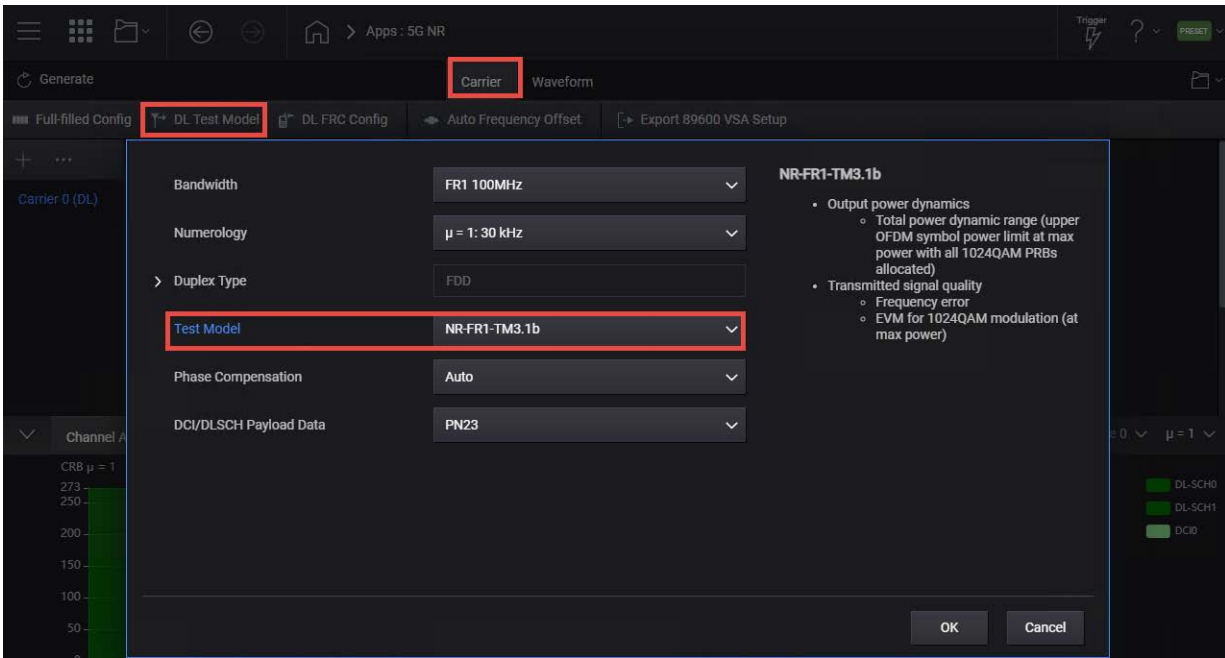 Trigger
> Apps : 5G NR
PRESET
Generate
Carrier
Waveform
Full-filled Config
DL Test Model
DL FRC Config
Auto Frequency Offset
Export 89600 VSA Setup
Carrier 0 (DL)
Bandwidth
FR1 100MHz
Numerology
μ = 1: 30 kHz
Duplex Type
FDD
Test Model
NR-FR1-TM3.1b
Phase Compensation
Auto
DCI/DLSCH Payload Data
PN23
NR-FR1-TM3.1b
• Output power dynamics
Total power dynamic range (upper
OFDM symbol power limit at max
power with all 1024QAM PRBs
allocated)
• Transmitted signal quality
Frequency error
EVM for 1024QAM modulation (at
max power)
OK
Cancel
Channel
μ = 1
CRB μ = 1
273
250
200
150
100
50
DL-SCH0
DL-SCH1
DCI0